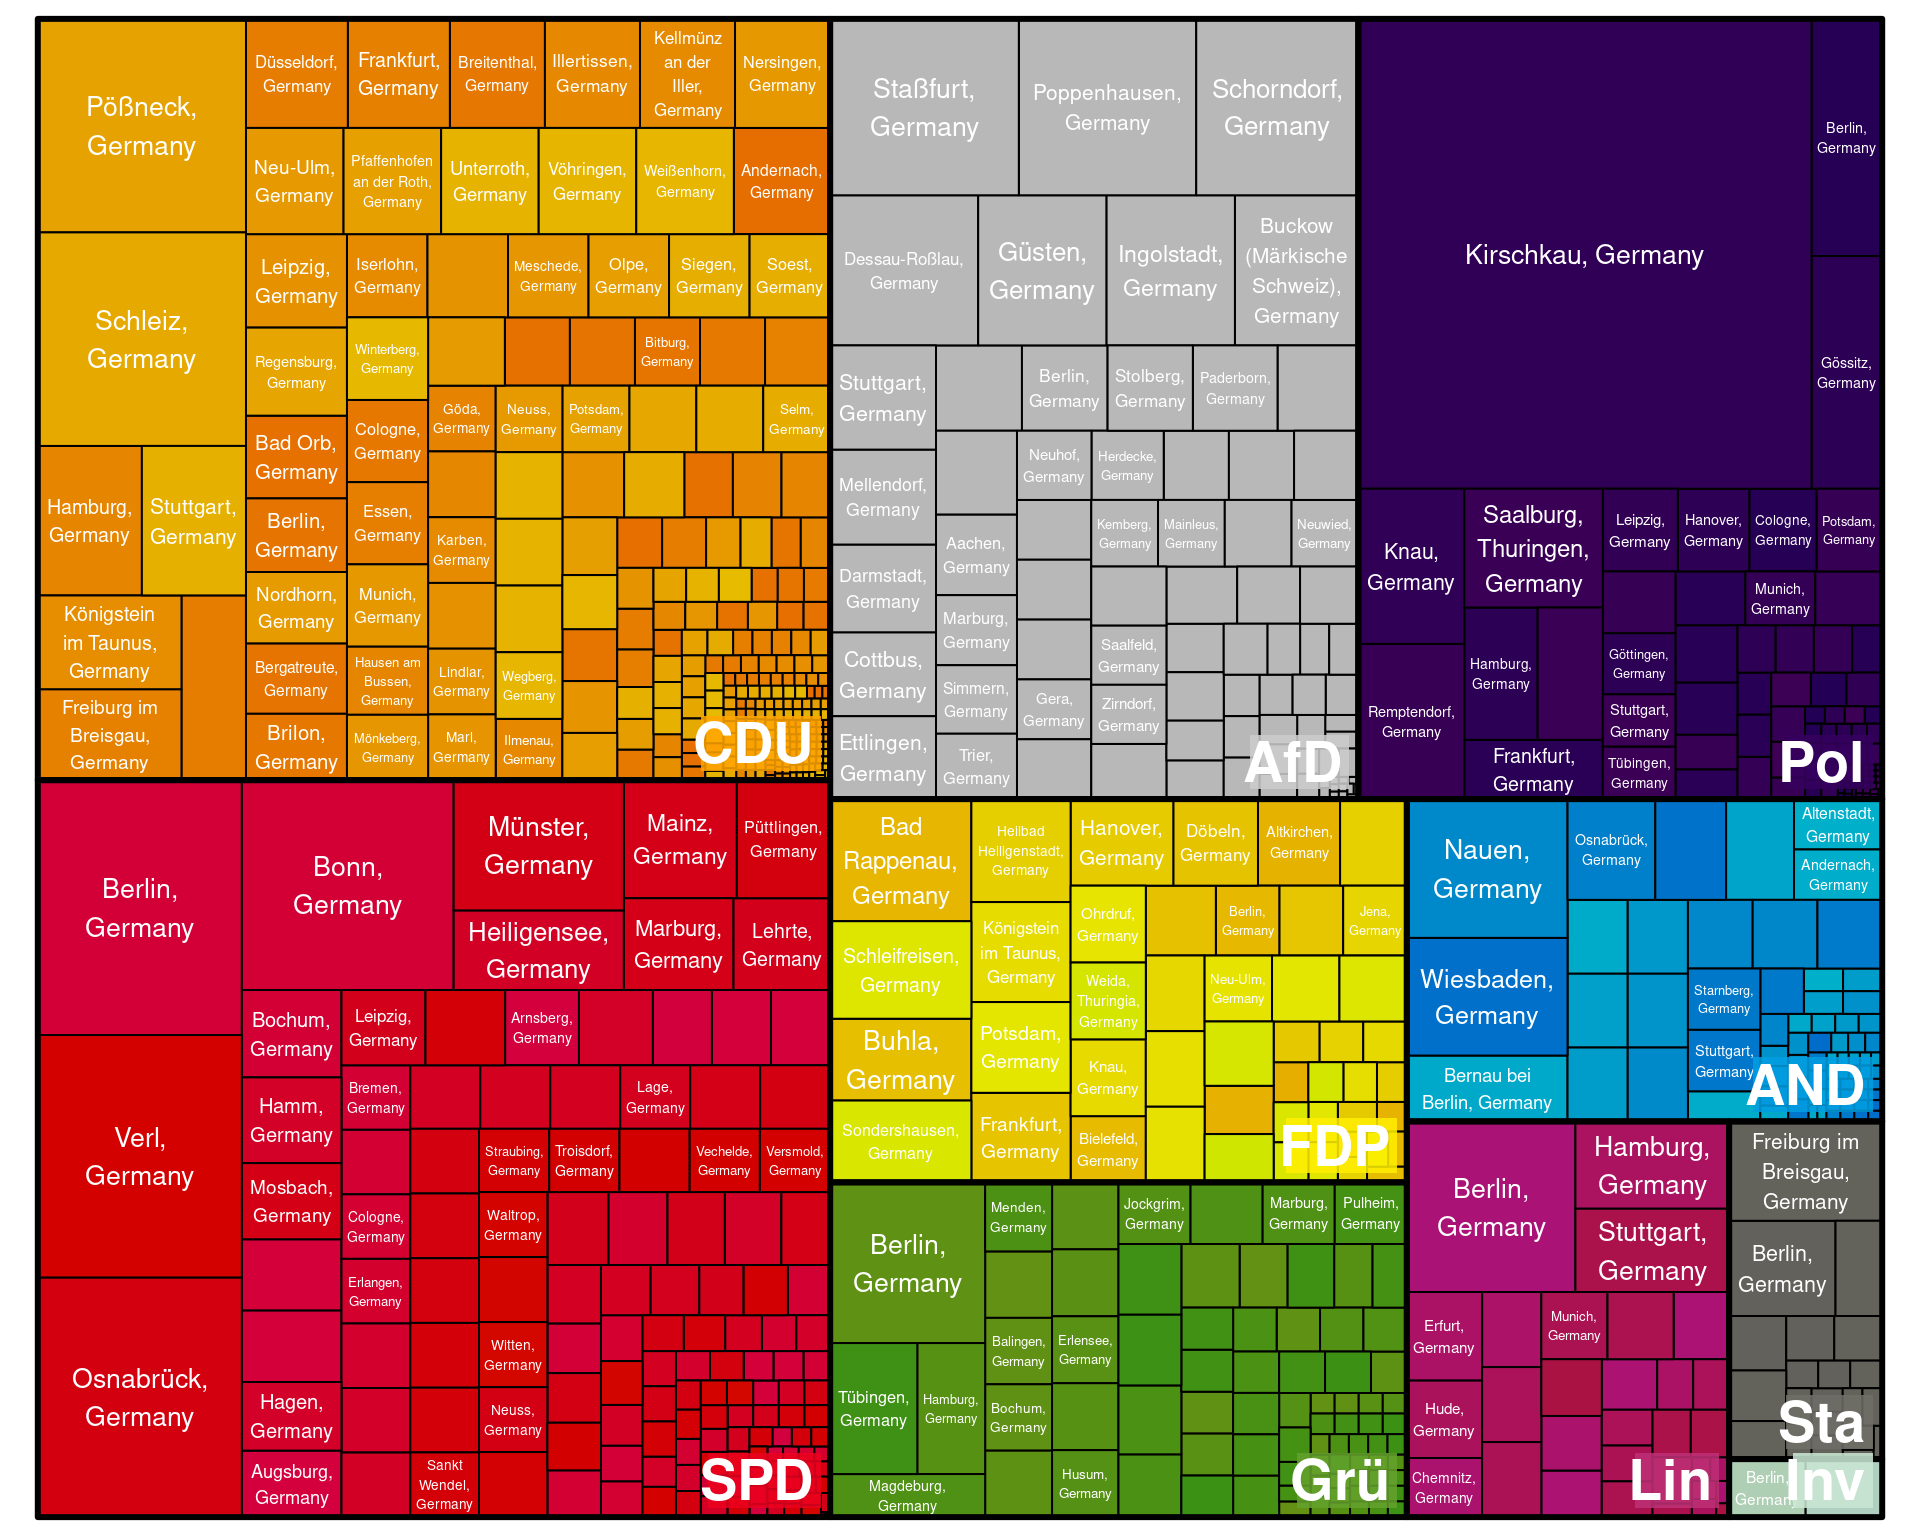 Pößneck,
Germany
Düsseldorf,
Germany
Frankfurt,
Germany
Breitenthal,
Germany
Illertissen,
Germany
Kellmünz
an der
Iller,
Germany
Nersingen,
Germany
Neu-Ulm,
Germany
Pfaffenhofen
an der Roth,
Germany
Unterroth,
Germany
Vöhringen,
Germany
Weißenhorn,
Germany
Andernach,
Germany
Schleiz,
Germany
Leipzig,
Germany
Iserlohn,
Germany
Meschede,
Germany
Olpe,
Germany
Siegen,
Germany
Soest,
Germany
Regensburg,
Germany
Winterberg,
Germany
Bitburg,
Germany
Bad Orb,
Germany
Cologne,
Germany
Göda,
Germany
Neuss,
Germany
Potsdam,
Germany
Selm,
Germany
Hamburg,
Germany
Stuttgart,
Germany
Berlin,
Germany
Essen,
Germany
Karben,
Germany
Königstein
im Taunus,
Germany
Nordhorn,
Germany
Munich,
Germany
Freiburg im
Breisgau,
Germany
Bergatreute,
Germany
Hausen am
Bussen,
Germany
Lindlar,
Germany
Wegberg,
Germany
Brilon,
Germany
Mönkeberg,
Germany
Marl,
Germany
Ilmenau,
Germany
CDU
Staßfurt,
Germany
Poppenhausen,
Germany
Schorndorf,
Germany
Dessau-Roßlau,
Germany
Güsten,
Germany
Ingolstadt,
Germany
Buckow
(Märkische
Schweiz),
Germany
Stuttgart,
Germany
Berlin,
Germany
Stolberg,
Germany
Paderborn,
Germany
Mellendorf,
Germany
Neuhof,
Germany
Herdecke,
Germany
Aachen,
Germany
Kemberg,
Germany
Mainleus,
Germany
Neuwied,
Germany
Darmstadt,
Germany
Marburg,
Germany
Saalfeld,
Germany
Cottbus,
Germany
Simmern,
Germany
Gera,
Germany
Zirndorf,
Germany
Ettlingen,
Germany
Trier,
Germany
AfD
Kirschkau, Germany
Berlin,
Germany
Gössitz,
Germany
Knau,
Germany
Saalburg,
Thuringen,
Germany
Leipzig,
Germany
Hanover,
Germany
Cologne,
Germany
Potsdam,
Germany
Munich,
Germany
Remptendorf,
Germany
Hamburg,
Germany
Göttingen,
Germany
Stuttgart,
Germany
Frankfurt,
Germany
Tübingen,
Germany
Pol
Berlin,
Germany
Bonn,
Germany
Münster,
Germany
Mainz,
Germany
Püttlingen,
Germany
Heiligensee,
Germany
Marburg,
Germany
Lehrte,
Germany
Verl,
Germany
Bochum,
Germany
Leipzig,
Germany
Arnsberg,
Germany
Hamm,
Germany
Bremen,
Germany
Lage,
Germany
Mosbach,
Germany
Straubing,
Germany
Troisdorf,
Germany
Vechelde,
Germany
Versmold,
Germany
Cologne,
Germany
Waltrop,
Germany
Osnabrück,
Germany
Erlangen,
Germany
Witten,
Germany
Hagen,
Germany
Neuss,
Germany
Augsburg,
Germany
Sankt
Wendel,
Germany
SPD
Bad
Rappenau,
Germany
Heilbad
Heiligenstadt,
Germany
Hanover,
Germany
Döbeln,
Germany
Altkirchen,
Germany
Schleifreisen,
Germany
Königstein
im Taunus,
Germany
Ohrdruf,
Germany
Berlin,
Germany
Jena,
Germany
Weida,
Thuringia,
Germany
Neu-Ulm,
Germany
Buhla,
Germany
Potsdam,
Germany
Knau,
Germany
Sondershausen,
Germany
Frankfurt,
Germany
Bielefeld,
Germany
FDP
Nauen,
Germany
Osnabrück,
Germany
Altenstadt,
Germany
Andernach,
Germany
Wiesbaden,
Germany
Starnberg,
Germany
Stuttgart,
Germany
Bernau bei
Berlin, Germany
AND
Berlin,
Germany
Menden,
Germany
Jockgrim,
Germany
Marburg,
Germany
Pulheim,
Germany
Balingen,
Germany
Erlensee,
Germany
Tübingen,
Germany
Hamburg,
Germany
Bochum,
Germany
Magdeburg,
Germany
Husum,
Germany
Grü
Berlin,
Germany
Hamburg,
Germany
Stuttgart,
Germany
Erfurt,
Germany
Munich,
Germany
Hude,
Germany
Chemnitz,
Germany
Lin
Freiburg im
Breisgau,
Germany
Berlin,
Germany
Sta
Berlin,
Germany
Inv